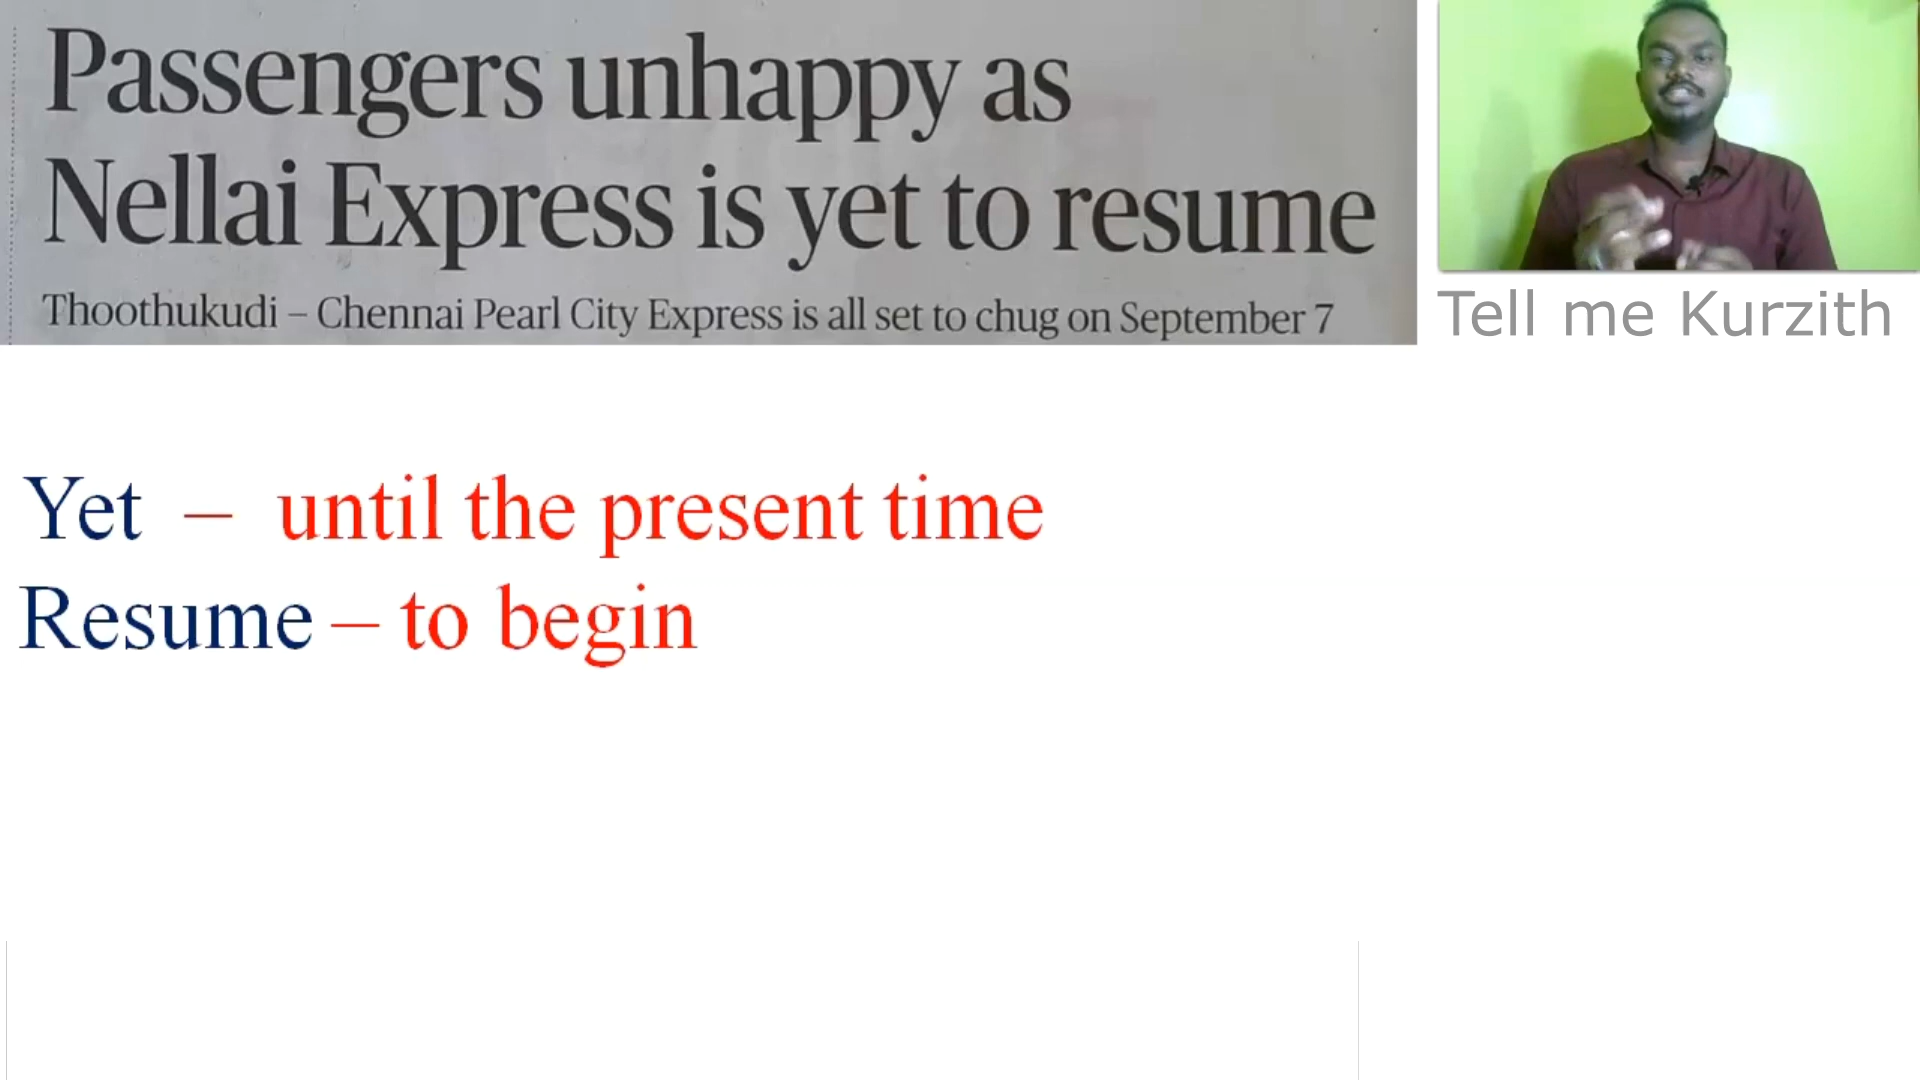 Passengers unhappy as
Nellai Express is yet to resume
Thoothukudi – Chennai Pearl City Express is all set to chug on September 7
Tell me Kurzith
Yet – until the present time
Resume – to begin